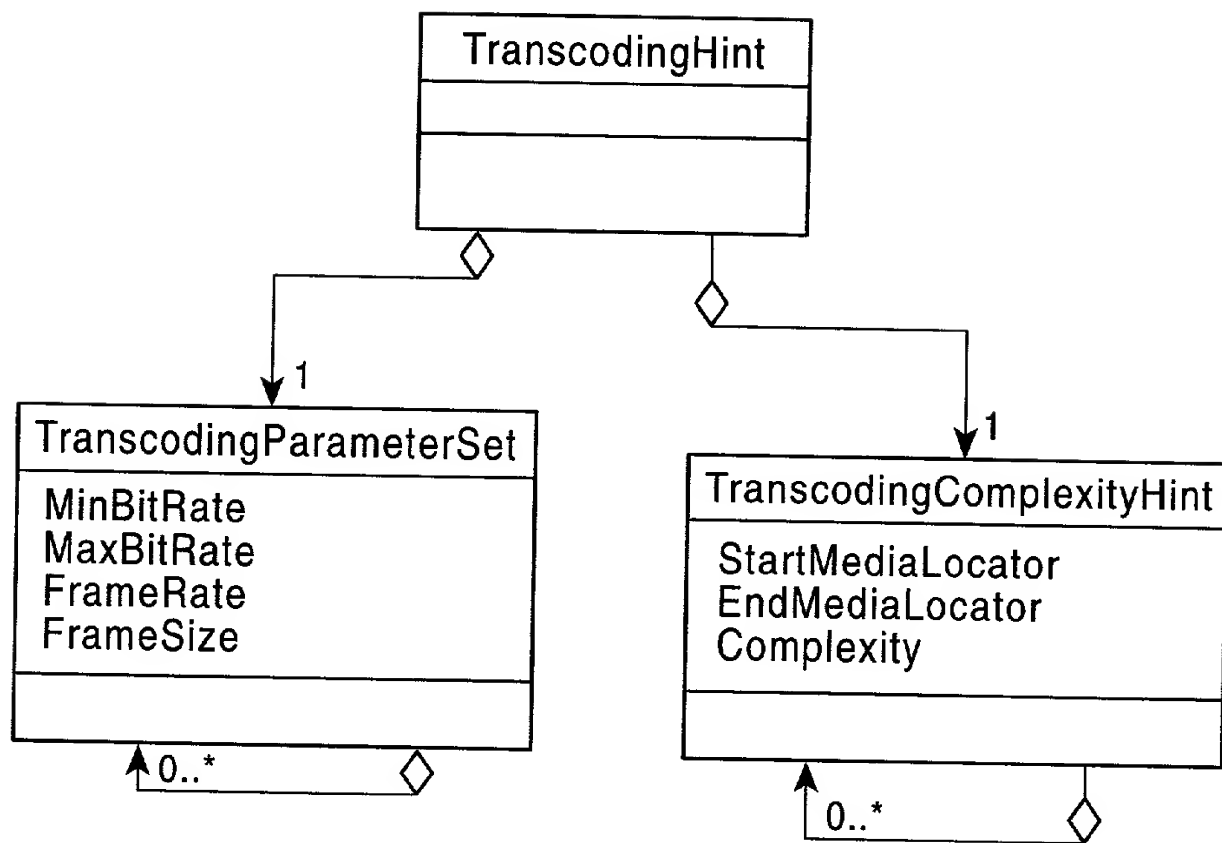 TranscodingHint
1
1
TranscodingParameterSet
MinBitRate
MaxBitRate
FrameRate
FrameSize
0..*
TranscodingComplexityHint
StartMediaLocator
EndMediaLocator
Complexity
0..*